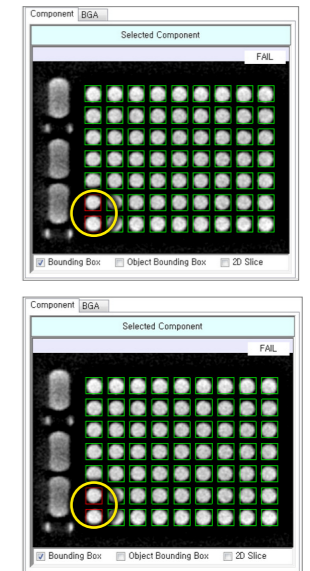 Component BGA
Selected Component
FAIL
Bounding Box Object Bounding Box 2D Slice
Component BGA
Selected Component
FAIL
Bounding Box Object Bounding Box 2D Slice